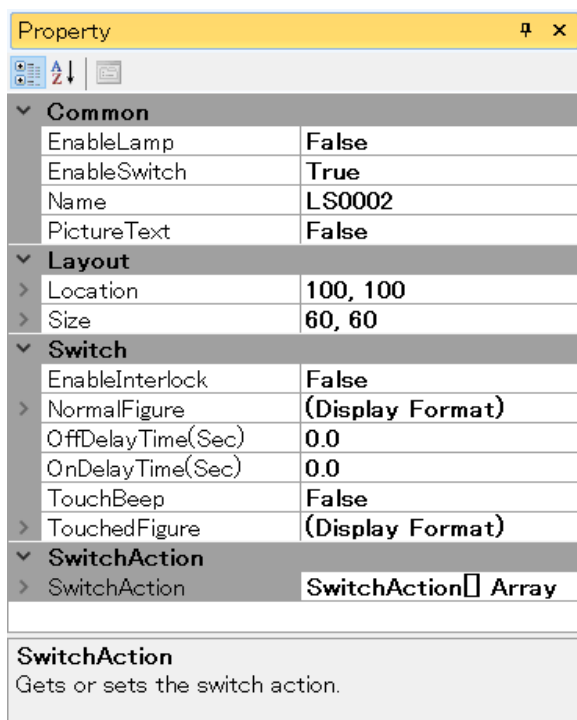 Property
Common
EnableLamp False
EnableSwitch True
Name LS0002
PictureText False
Layout
Location 100, 100
Size 60, 60
Switch
EnableInterlock False
NormalFigure (Display Format)
OffDelayTime(Sec) 0.0
OnDelayTime(Sec) 0.0
TouchBeep False
TouchedFigure (Display Format)
SwitchAction
SwitchAction SwitchAction[] Array
SwitchAction
Gets or sets the switch action.